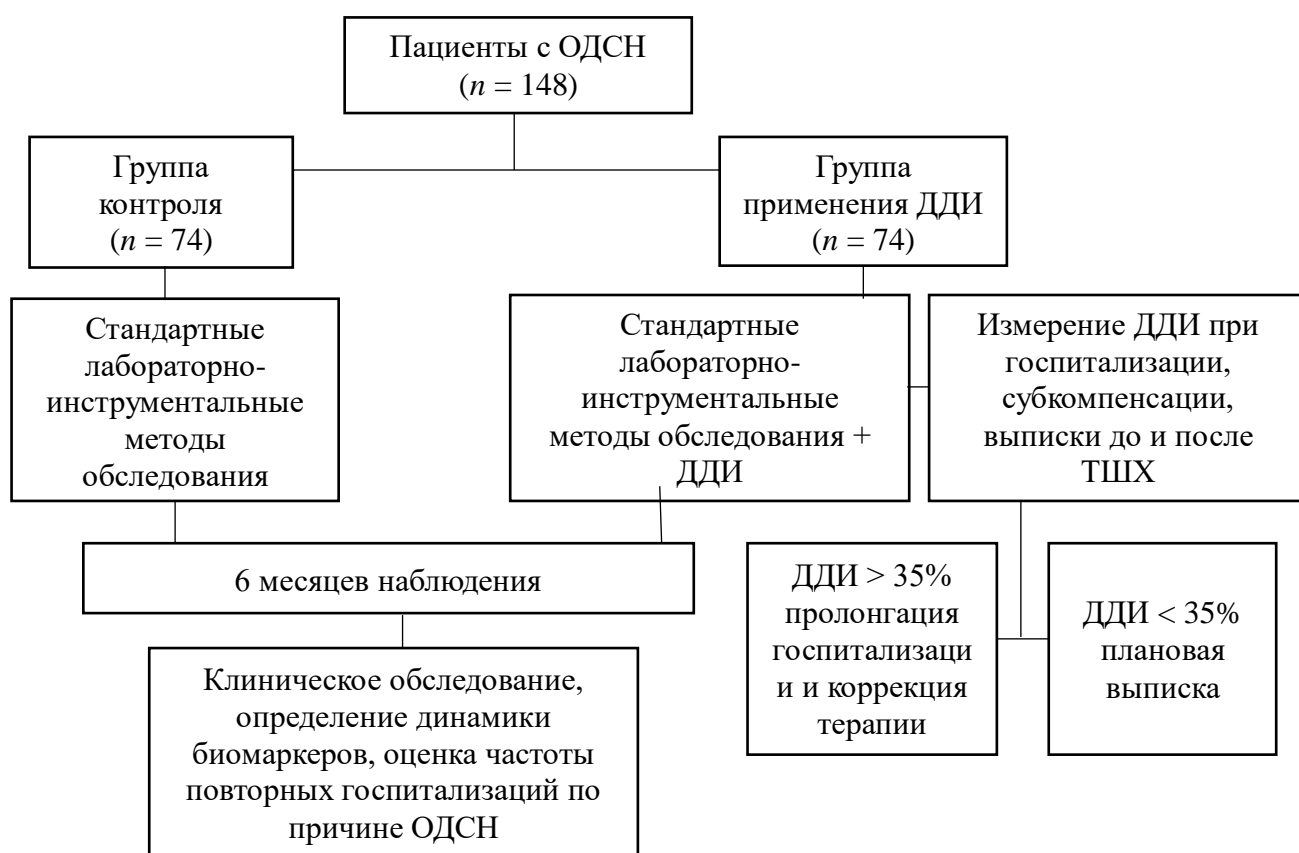 Пациенты с ОДСН
(n = 148)
Группа
контроля
(n = 74)
Группа
применения ДДИ
(n = 74)
Стандартные
лабораторно-
инструментальные
методы
обследования
Стандартные
лабораторно-
инструментальные
методы обследования +
ДДИ
Измерение ДДИ при
госпитализации,
субкомпенсации,
выписки до и после
ТШХ
6 месяцев наблюдения
ДДИ > 35%
пролонгация
госпитализаци
и и коррекция
терапии
ДДИ < 35%
плановая
выписка
Клиническое обследование,
определение динамики
биомаркеров, оценка частоты
повторных госпитализаций по
причине ОДСН